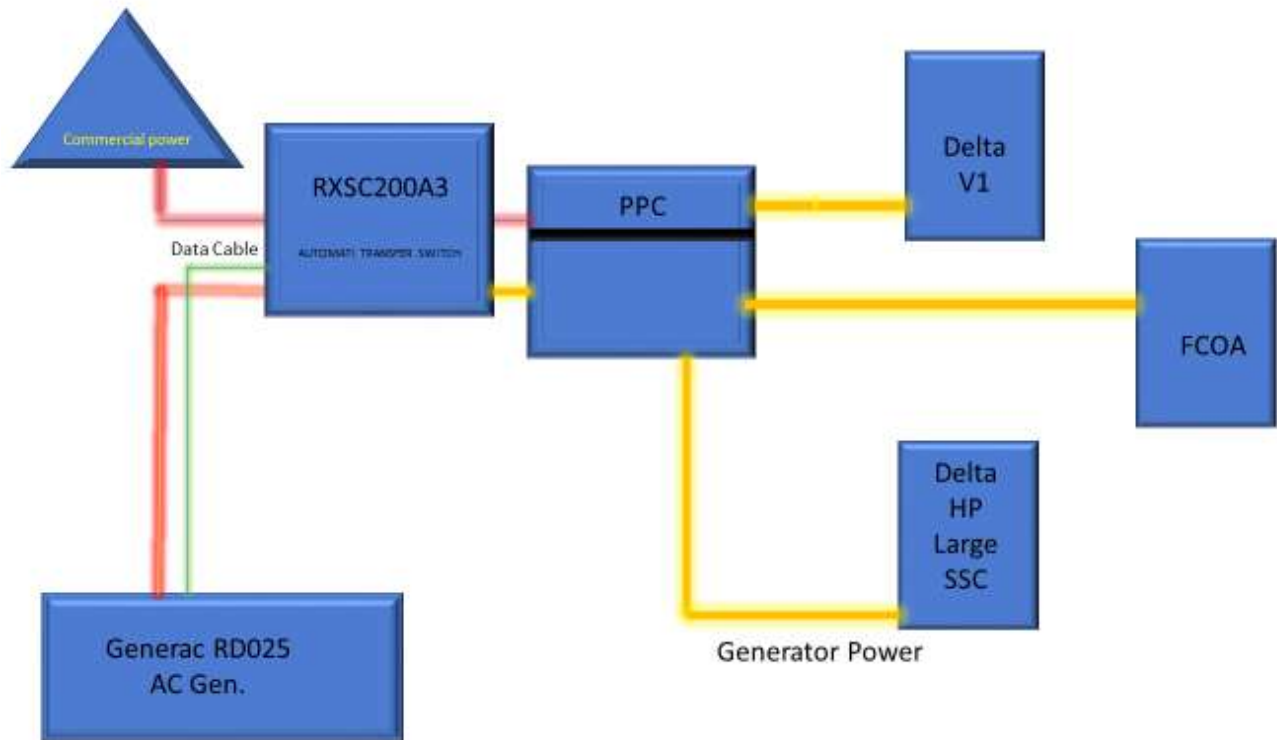 Commercial power
RXSC200A3
AUTOMATI TRANSFER SWITCH
Data Cable
PPC
Delta
V1
FCOA
Delta
HP
Large
SSC
Generator Power
Generac RD025
AC Gen.